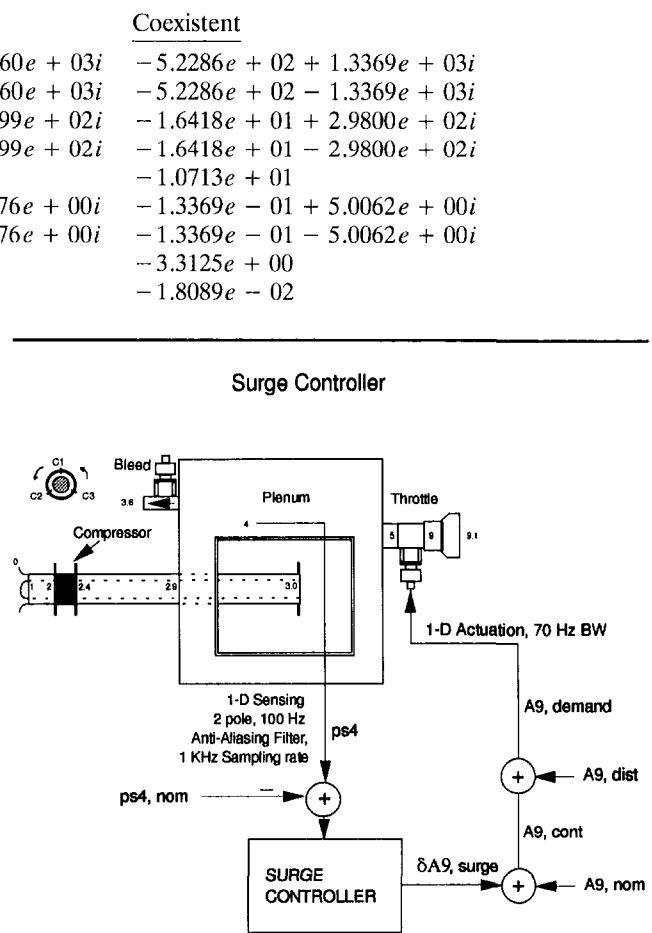 Coexistent
60e + 03i −5.2286e + 02 + 1.3369e + 03i
60e + 03i −5.2286e + 02 − 1.3369e + 03i
99e + 02i −1.6418e + 01 + 2.9800e + 02i
99e + 02i −1.6418e + 01 − 2.9800e + 02i
−1.0713e + 01
76e + 00i −1.3369e − 01 + 5.0062e + 00i
76e + 00i −1.3369e − 01 − 5.0062e + 00i
−3.3125e + 00
−1.8089e − 02
Surge Controller
C1
C2
C3
Bleed
3.6
Plenum
4
Throttle
5
9
9.1
Compressor
0
1
2
2.4
2.9
3.0
1-D Actuation, 70 Hz BW
1-D Sensing
2 pole, 100 Hz
Anti-Aliasing Filter,
1 KHz Sampling rate
ps4
A9, demand
ps4, nom
−
+
+
A9, dist
A9, cont
SURGE
CONTROLLER
δA9, surge
+
A9, nom